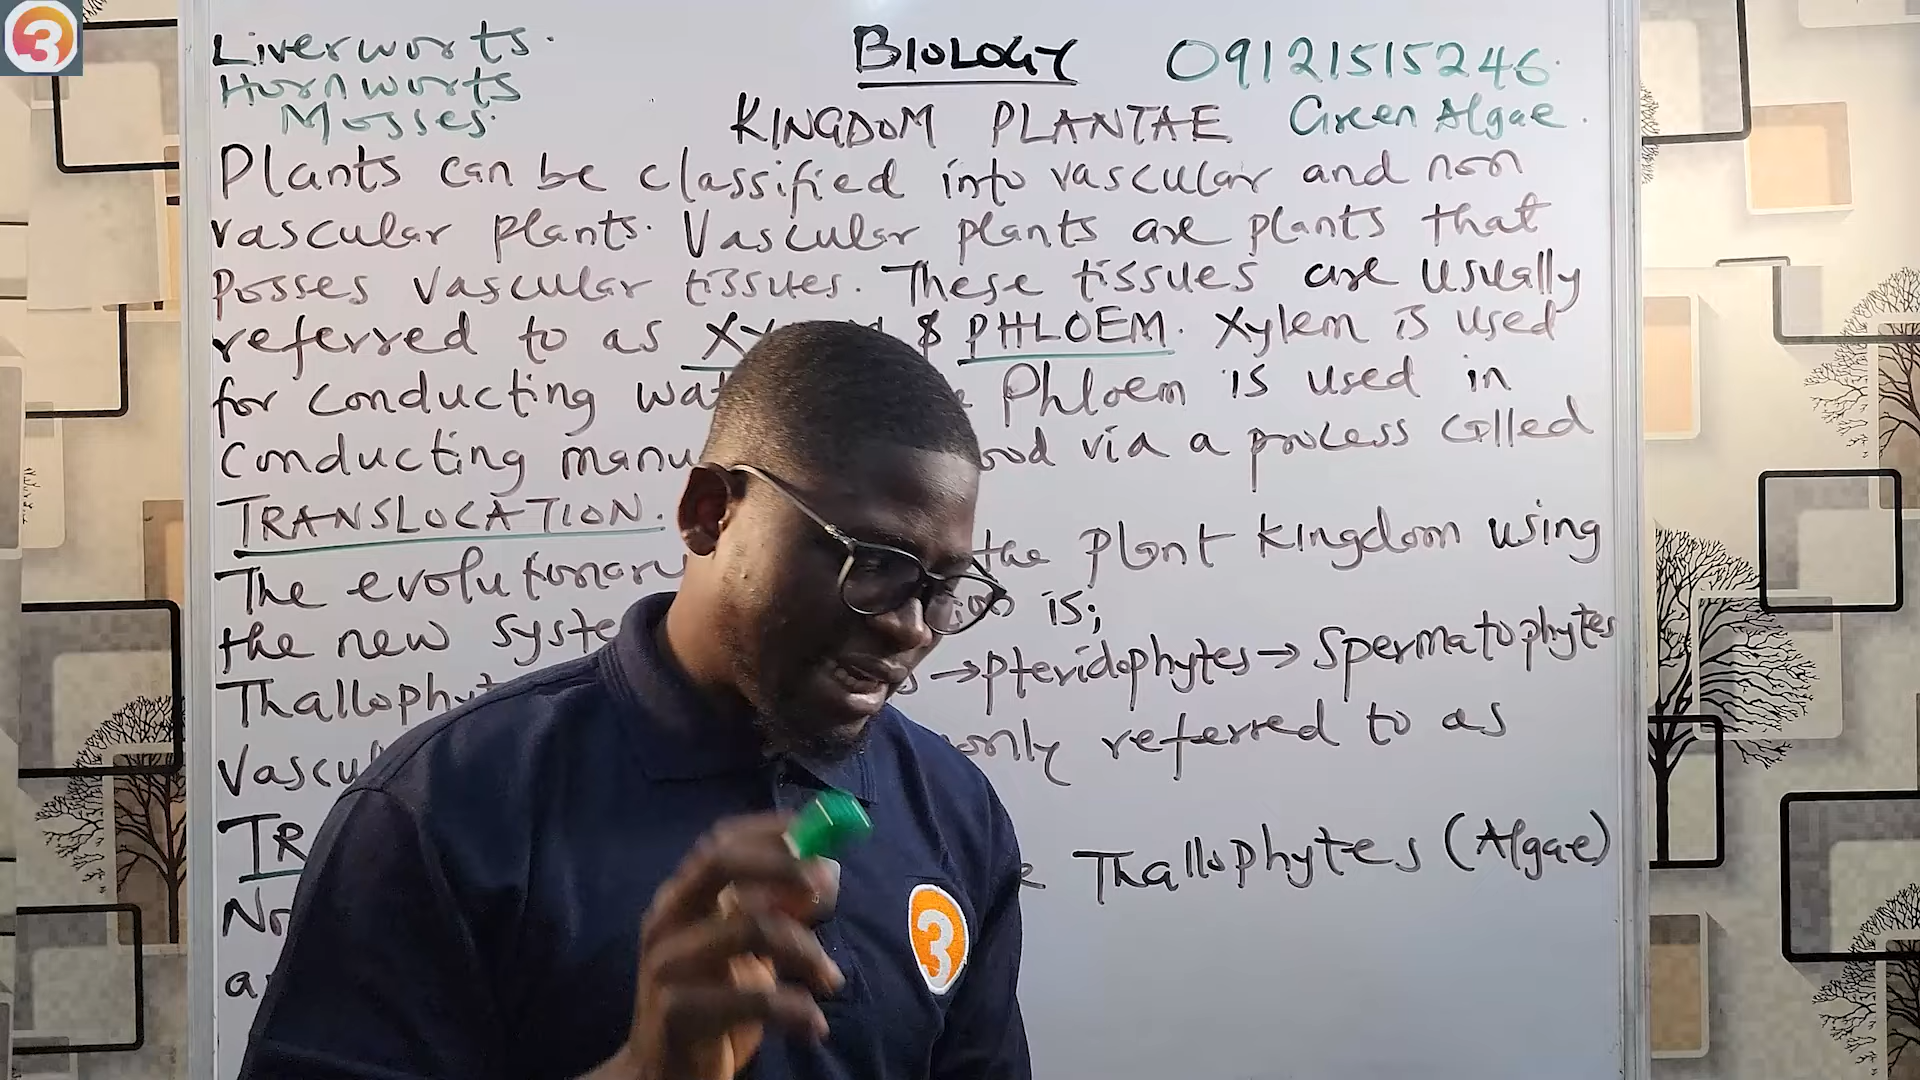 3
Liverworts.
Hornworts
Mosses.
BIOLOGY
09121515246.
KINGDOM PLANTAE
Green Algae.
Plants can be classified into vascular and non
vascular plants. Vascular plants are plants that
posses vascular tissues. These tissues are usually
referred to as & PHLOEM. Xylem is used
for conducting Phloem is used in
conducting via a process called
TRANSLOCATION.
The the plant kingdom using
the new is;
→ pteridophytes → spermatophytes
referred to as
Thallophytes (Algae)
3